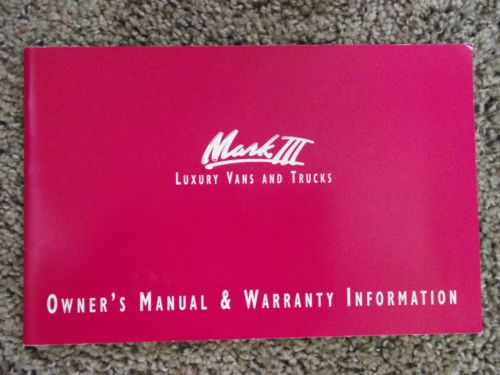 Mark III
LUXURY VANS AND TRUCKS
OWNER'S MANUAL & WARRANTY INFORMATION